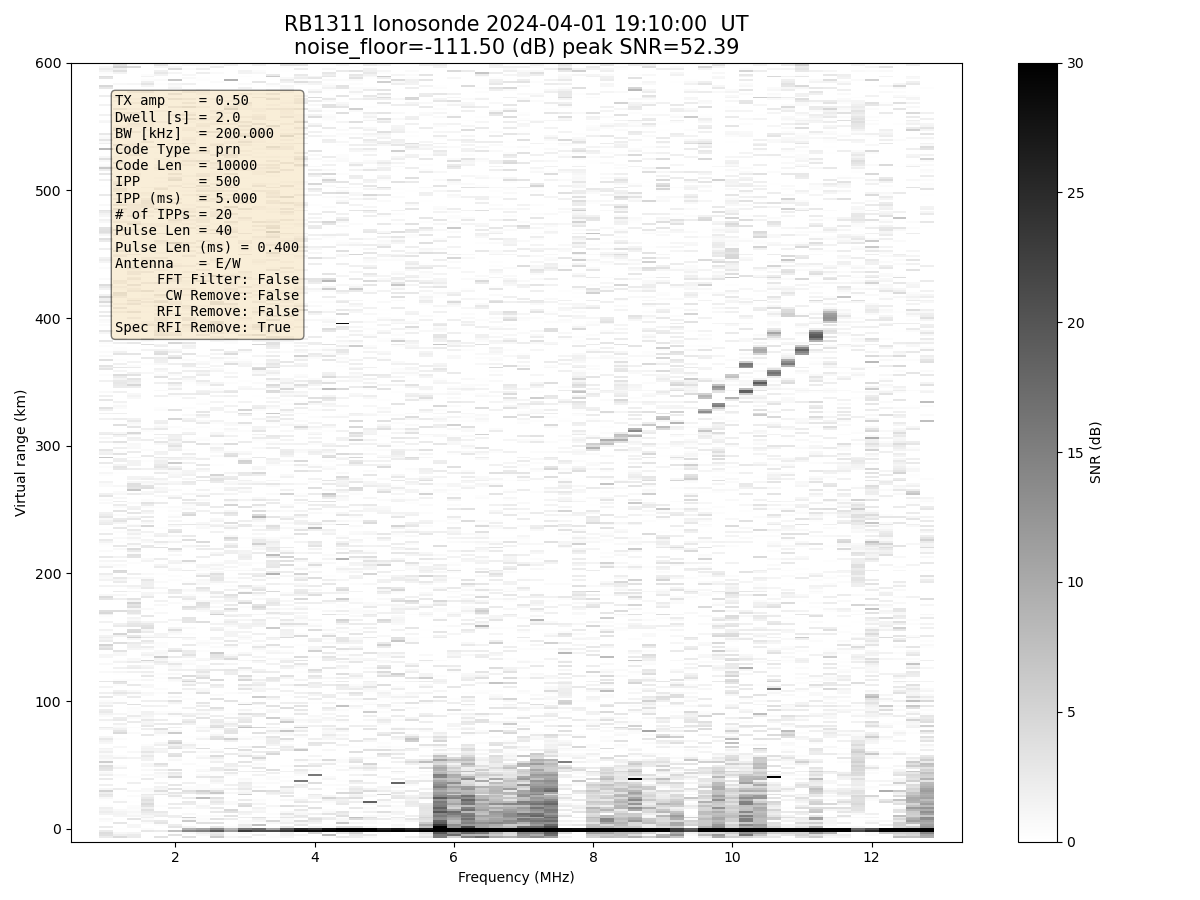 RB1311 Ionosonde 2024-04-01 19:10:00  UT
noise_floor=-111.50 (dB) peak SNR=52.39
TX amp    = 0.50
Dwell [s] = 2.0
BW [kHz]  = 200.000
Code Type = prn
Code Len  = 10000
IPP       = 500
IPP (ms)  = 5.000
# of IPPs = 20
Pulse Len = 40
Pulse Len (ms) = 0.400
Antenna   = E/W
FFT Filter: False
CW Remove: False
RFI Remove: False
Spec RFI Remove: True
Virtual range (km)
600
500
400
300
200
100
0
2
4
6
8
10
12
Frequency (MHz)
30
25
20
15
10
5
0
SNR (dB)